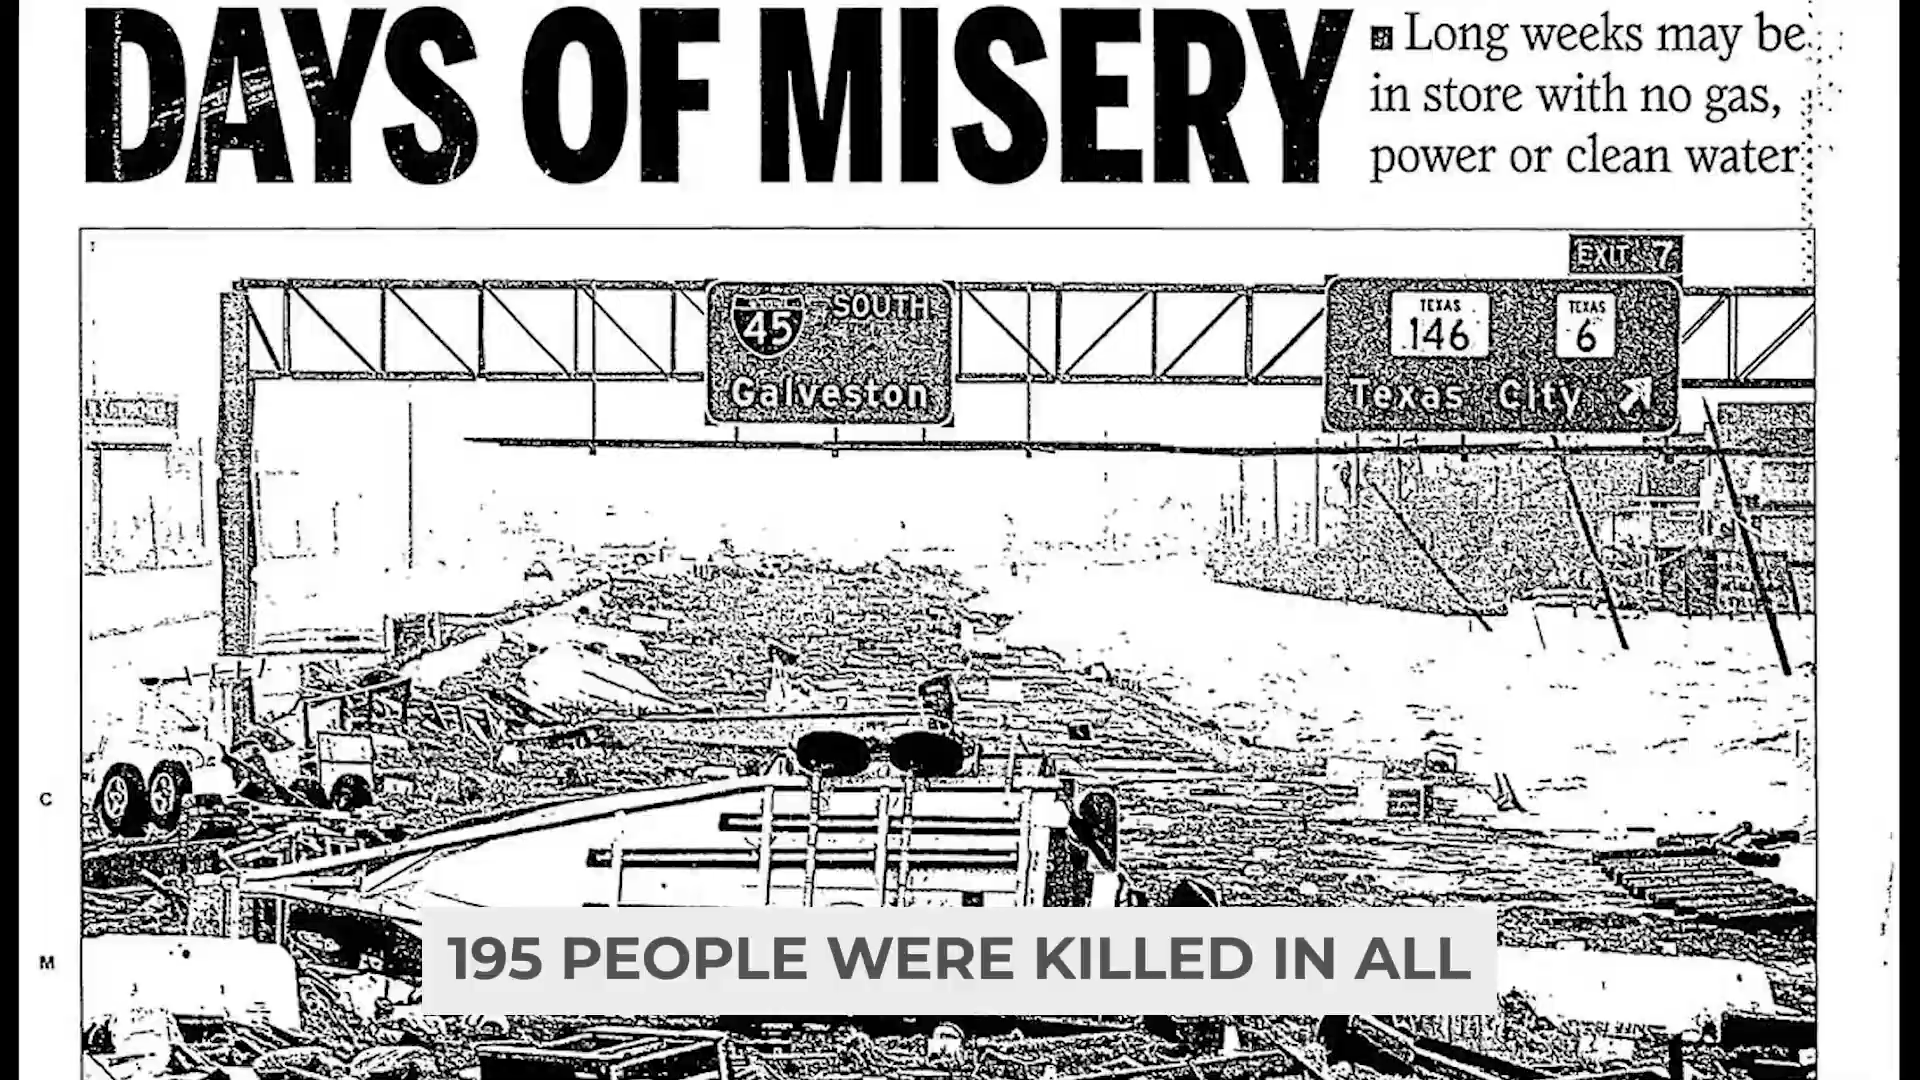 DAYS OF MISERY
Long weeks may be
in store with no gas,
power or clean water
EXIT 7
45 SOUTH
Galveston
TEXAS
146
TEXAS
6
Texas City
C
M
195 PEOPLE WERE KILLED IN ALL